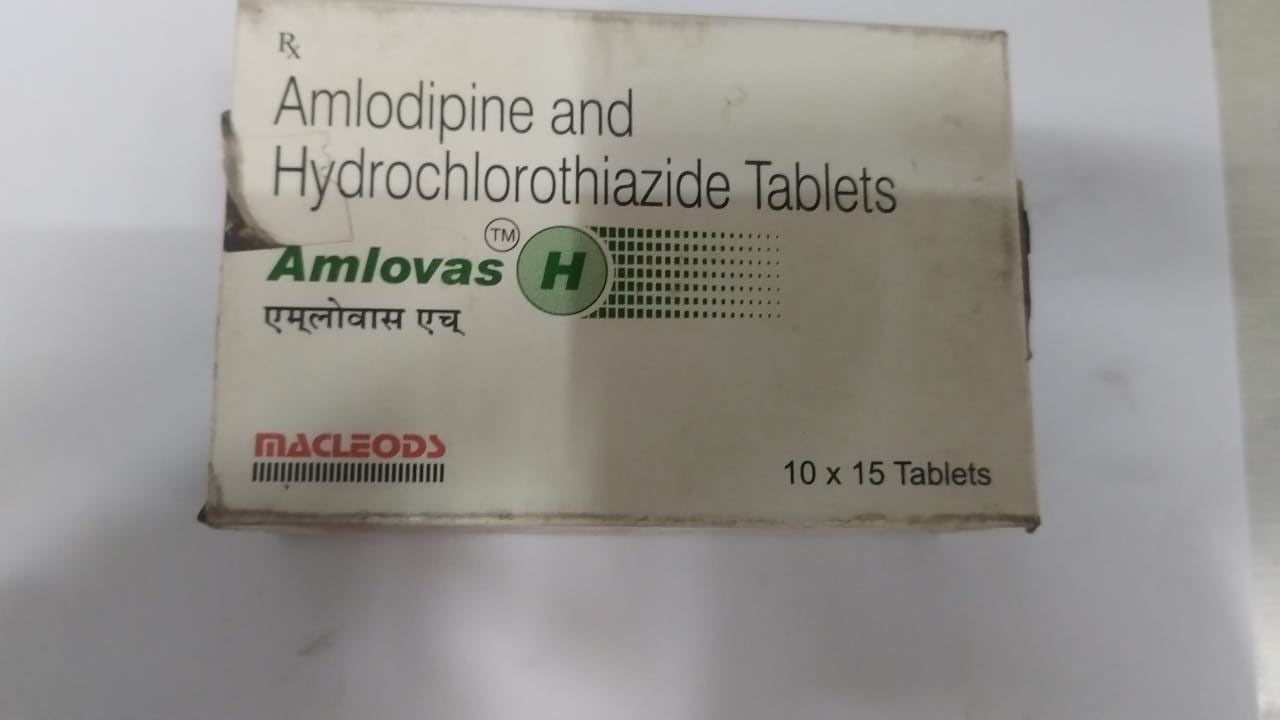 Rx
Amlodipine and
Hydrochlorothiazide Tablets
Amlovas TM H
एम्लोवास एच्
MACLEODS
10 x 15 Tablets